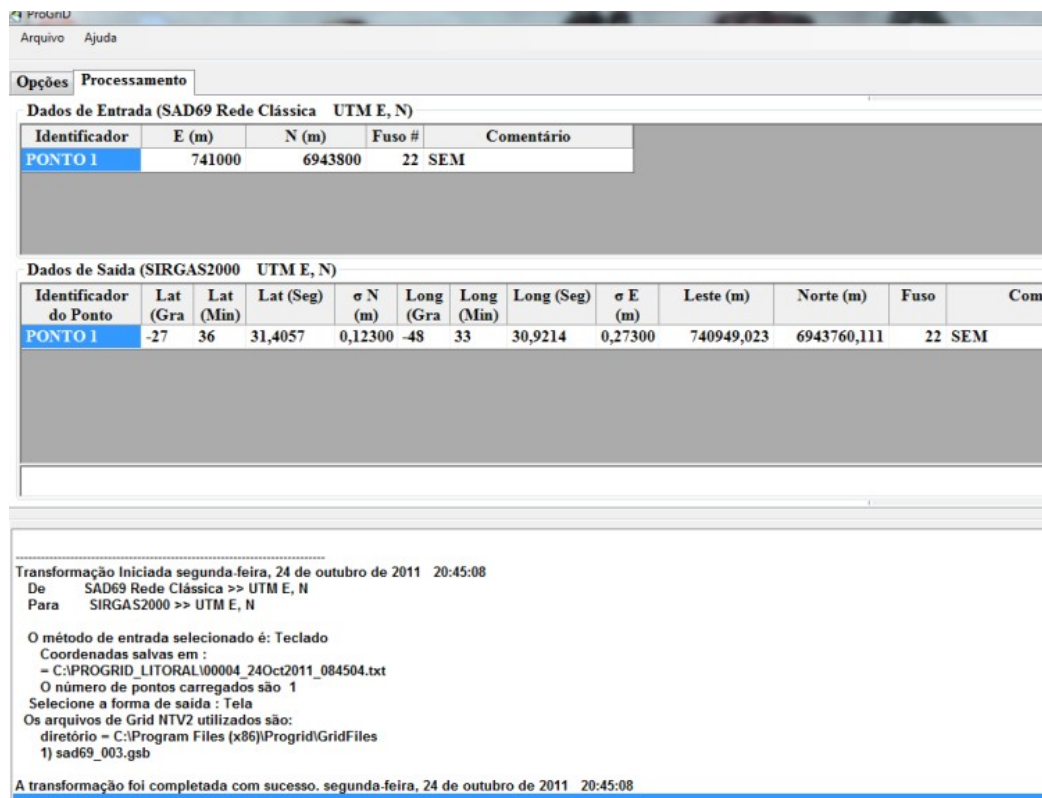 ProGriD
Arquivo Ajuda
Opções Processamento
Dados de Entrada (SAD69 Rede Clássica UTM E, N)
Identificador E (m) N (m) Fuso # Comentário
PONTO 1 741000 6943800 22 SEM
Dados de Saída (SIRGAS2000 UTM E, N)
Identificador do Ponto Lat (Gra Lat (Min) Lat (Seg) σ N (m) Long (Gra Long (Min) Long (Seg) σ E (m) Leste (m) Norte (m) Fuso Com
PONTO 1 -27 36 31,4057 0,12300 -48 33 30,9214 0,27300 740949,023 6943760,111 22 SEM
Transformação Iniciada segunda-feira, 24 de outubro de 2011 20:45:08
De SAD69 Rede Clássica >> UTM E, N
Para SIRGAS2000 >> UTM E, N
O método de entrada selecionado é: Teclado
Coordenadas salvas em :
= C:\PROGRID_LITORAL\00004_24Oct2011_084504.txt
O número de pontos carregados são 1
Selecione a forma de saída : Tela
Os arquivos de Grid NTV2 utilizados são:
diretório = C:\Program Files (x86)\Progrid\GridFiles
1) sad69_003.gsb
A transformação foi completada com sucesso. segunda-feira, 24 de outubro de 2011 20:45:08